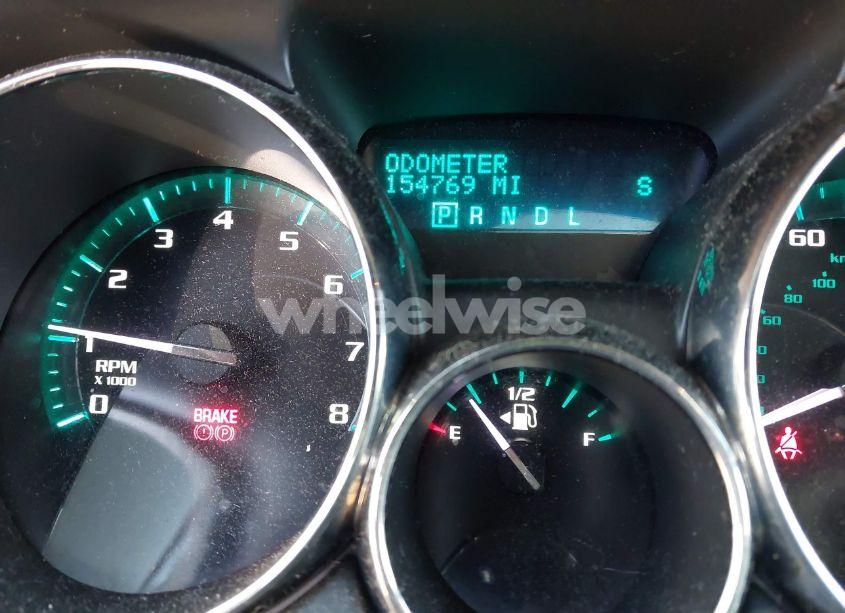 ODOMETER
154769 MI S
P R N D L
0 1 2 3 4 5 6 7 8
RPM
X 1000
BRAKE
P
wheelwise
E 1/2 F
60
km
100
80
60